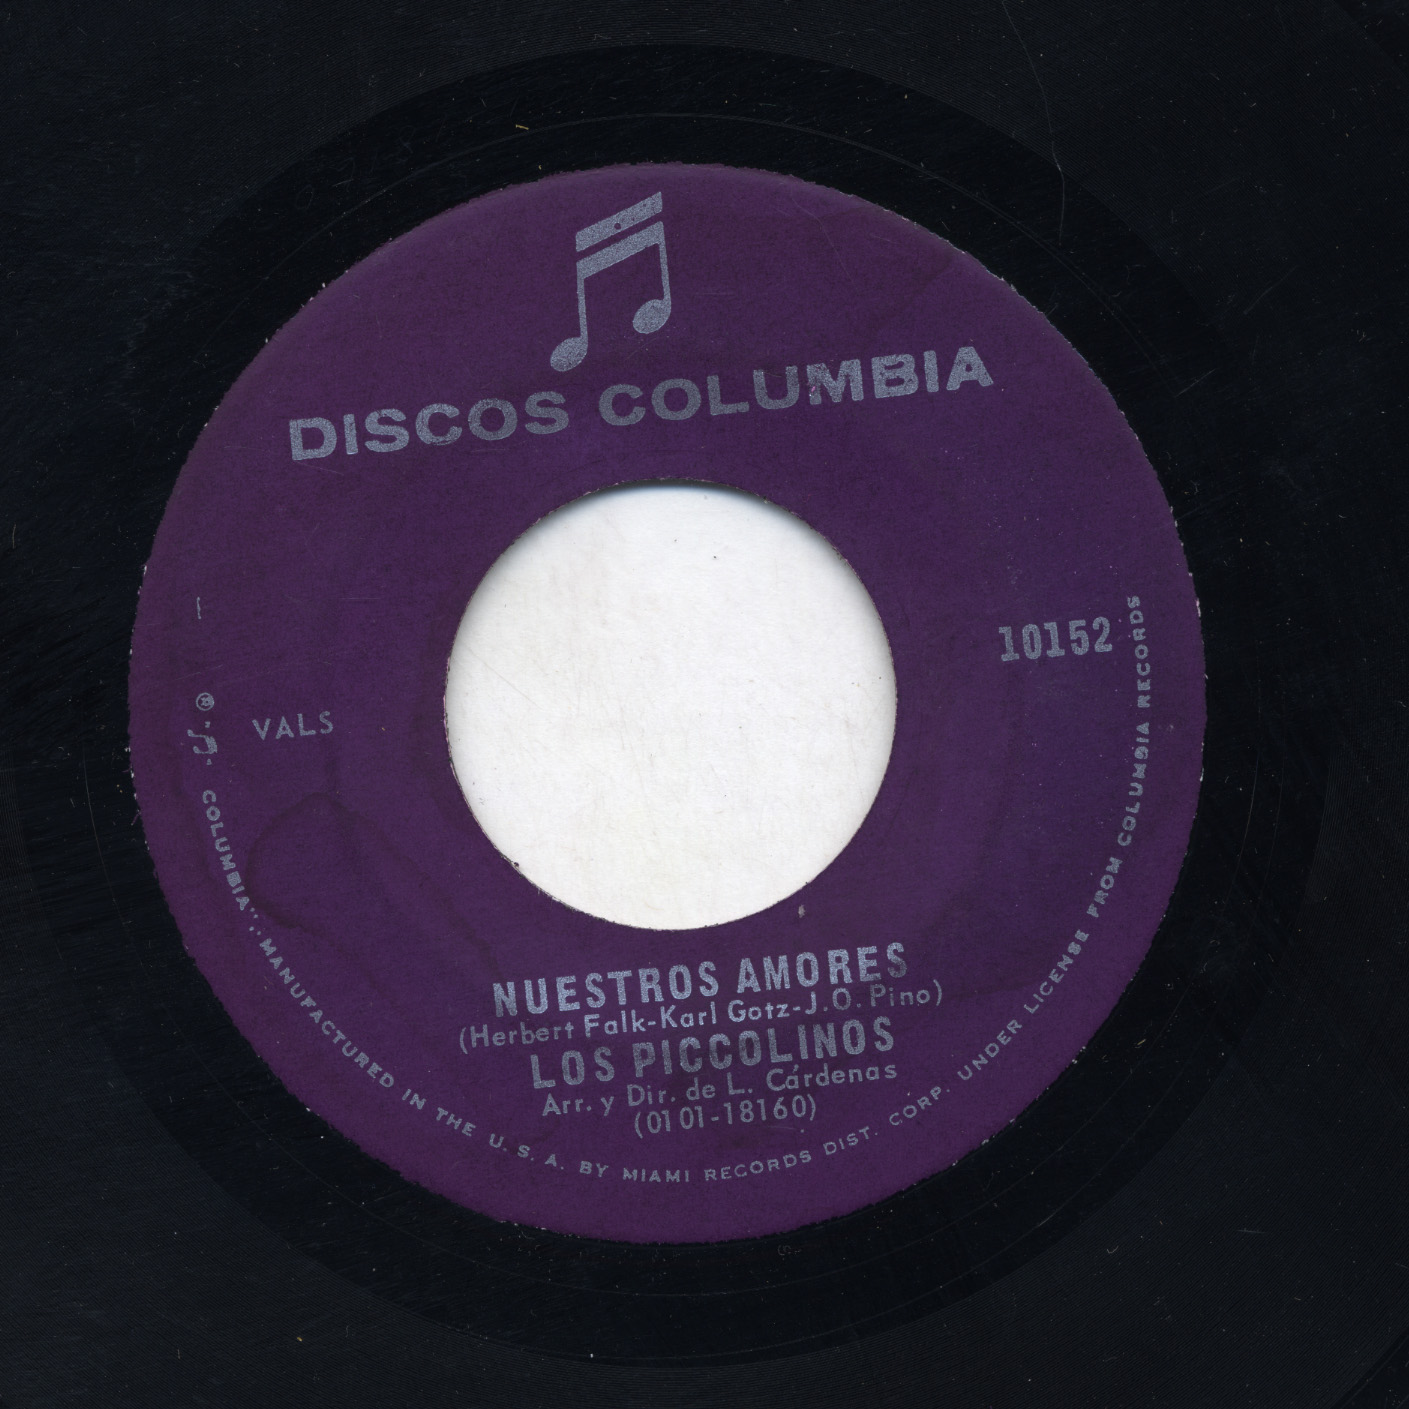 DISCOS COLUMBIA
10152
VALS
NUESTROS AMORES
(Herbert Falk-Karl Gotz-J.O. Pino)
LOS PICCOLINOS
Arr. y Dir. de L. Cárdenas
(0101-18160)
® "♫" COLUMBIA", MANUFACTURED IN THE U. S. A. BY MIAMI RECORDS DIST. CORP. UNDER LICENSE FROM COLUMBIA RECORDS